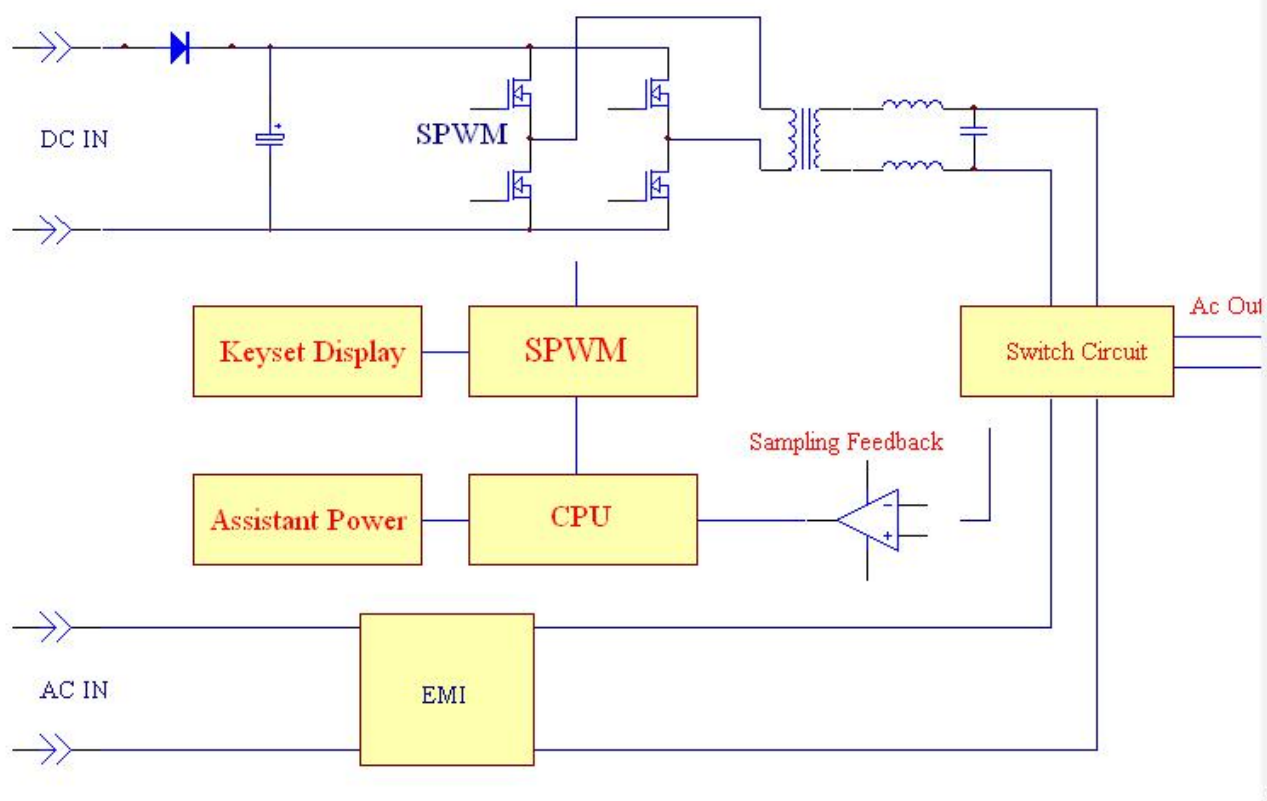 DC IN
SPWM
Ac Out
Keyset Display
SPWM
Switch Circuit
Sampling Feedback
Assistant Power
CPU
AC IN
EMI